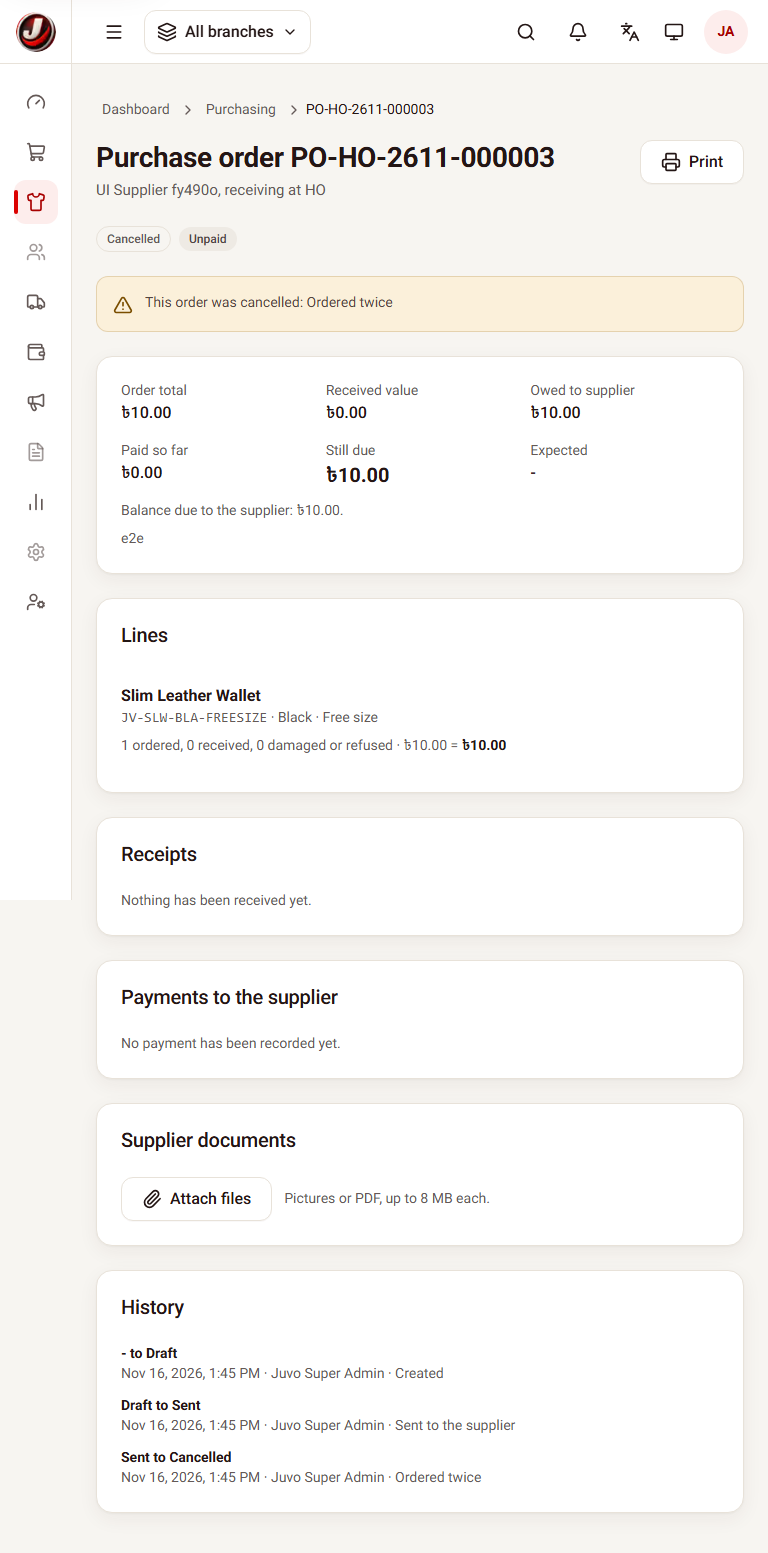 J
All branches
JA
Dashboard > Purchasing > PO-HO-2611-000003
Purchase order PO-HO-2611-000003
Print
UI Supplier fy490o, receiving at HO
Cancelled Unpaid
This order was cancelled: Ordered twice
Order total Received value Owed to supplier
৳10.00 ৳0.00 ৳10.00
Paid so far Still due Expected
৳0.00 ৳10.00 -
Balance due to the supplier: ৳10.00.
e2e
Lines
Slim Leather Wallet
JV-SLW-BLA-FREESIZE · Black · Free size
1 ordered, 0 received, 0 damaged or refused · ৳10.00 = ৳10.00
Receipts
Nothing has been received yet.
Payments to the supplier
No payment has been recorded yet.
Supplier documents
Attach files Pictures or PDF, up to 8 MB each.
History
- to Draft
Nov 16, 2026, 1:45 PM · Juvo Super Admin · Created
Draft to Sent
Nov 16, 2026, 1:45 PM · Juvo Super Admin · Sent to the supplier
Sent to Cancelled
Nov 16, 2026, 1:45 PM · Juvo Super Admin · Ordered twice